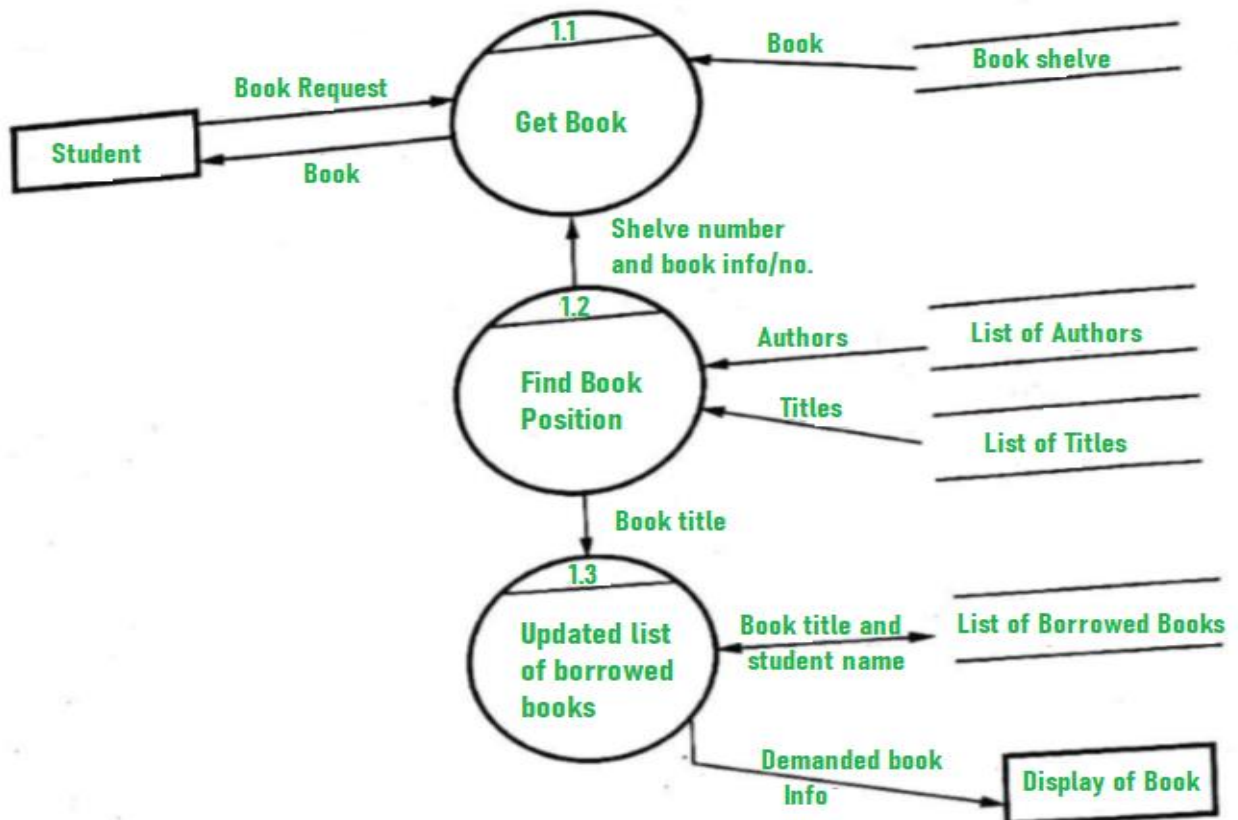 1.1
Book
Book shelve
Book Request
Get Book
Student
Book
Shelve number
and book info/no.
1.2
Authors
List of Authors
Find Book
Position
Titles
List of Titles
Book title
1.3
Updated list
of borrowed
books
Book title and
student name
List of Borrowed Books
Demanded book
Info
Display of Book